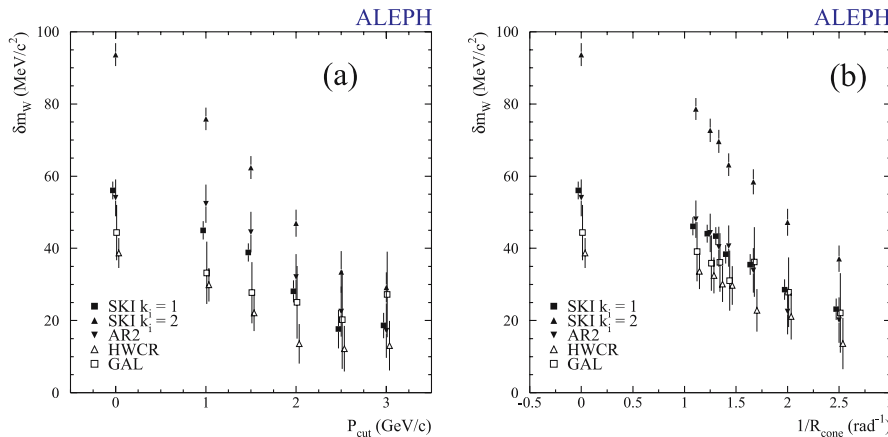 ALEPH
δm_W (MeV/c²)
(a)
100
80
60
40
20
0
SKI k_i = 1
SKI k_i = 2
AR2
HWCR
GAL
0 1 2 3
P_cut (GeV/c)
ALEPH
δm_W (MeV/c²)
(b)
100
80
60
40
20
0
SKI k_i = 1
SKI k_i = 2
AR2
HWCR
GAL
-0.5 0 0.5 1 1.5 2 2.5 3
1/R_cone (rad⁻¹)